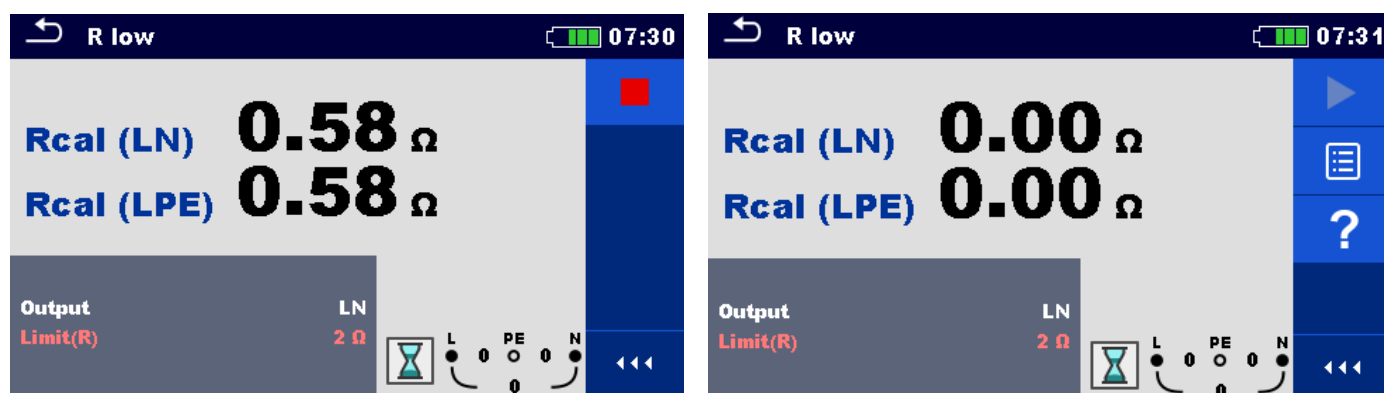 R low 07:30
Rcal (LN) 0.58 Ω
Rcal (LPE) 0.58 Ω
Output LN
Limit(R) 2 Ω
L PE N
0 0
0
R low 07:31
Rcal (LN) 0.00 Ω
Rcal (LPE) 0.00 Ω
?
Output LN
Limit(R) 2 Ω
L PE N
0 0
0